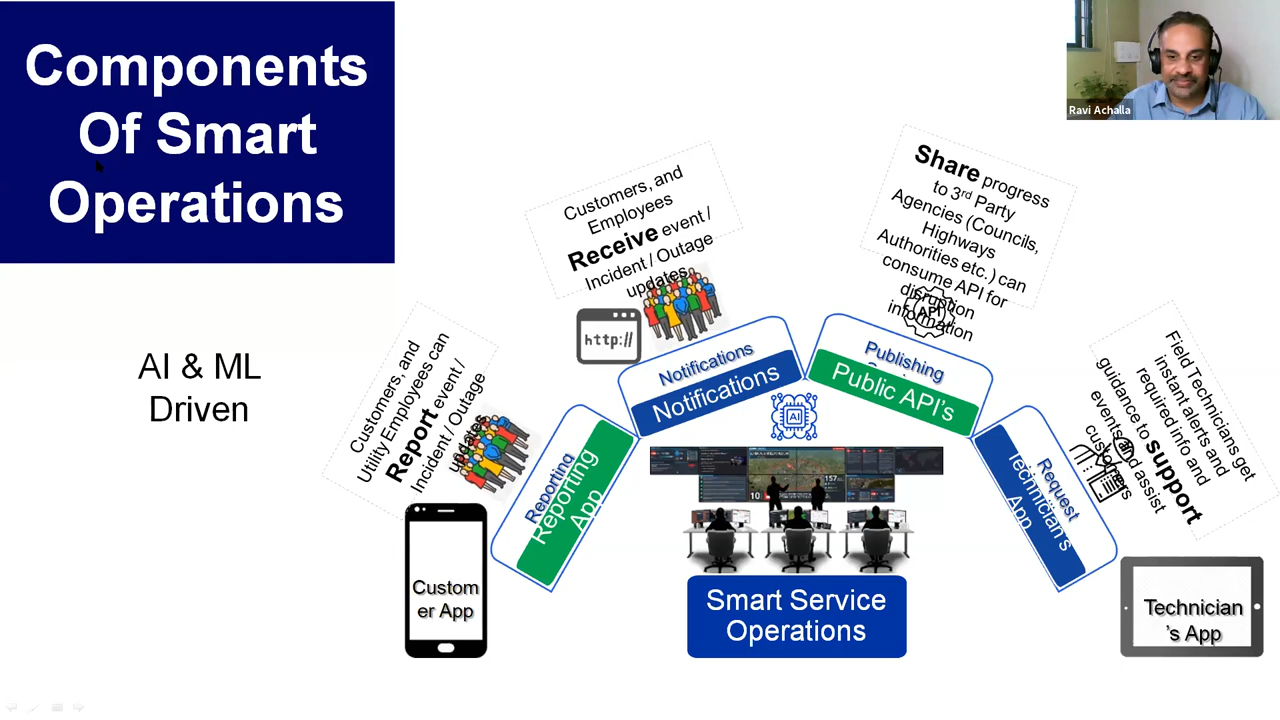 Components
Of Smart
Operations
Ravi Achalla
AI & ML
Driven
Customers, and
Utility Employees can
Report event /
Incident / Outage
updates
Customers, and
Employees
Receive event /
Incident / Outage
updates
http://
Share progress
to 3rd Party
Agencies (Councils,
Highways
Authorities etc.) can
consume API for
disruption
information
API
Field Technicians get
instant alerts and
required info and
guidance to support
events and assist
customers
Reporting
Reporting
App
Notifications
Notifications
Publishing
Public API's
Request
Technician's
App
AI
157
10
Custom
er App
Smart Service
Operations
Technician
's App